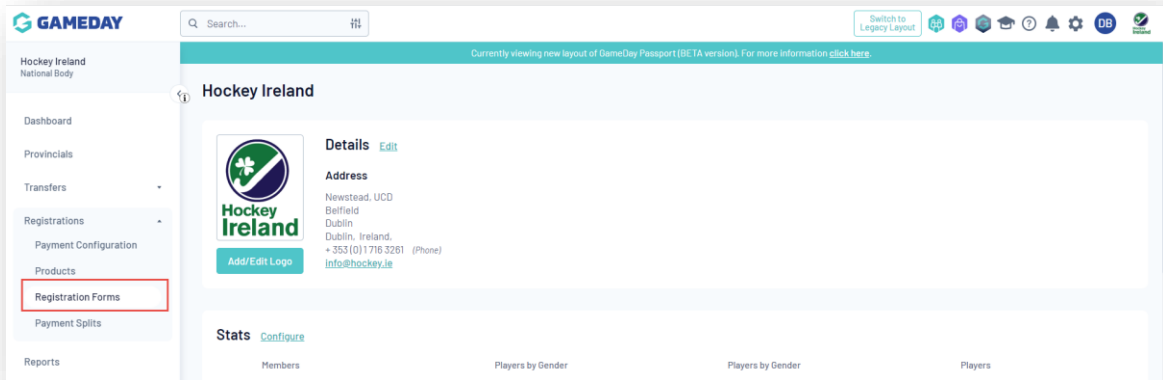 GAMEDAY
Search...
Switch to
Legacy Layout
DB
Hockey Ireland
National Body
Currently viewing new layout of GameDay Passport (BETA version). For more information click here.
Hockey Ireland
Dashboard
Provincials
Transfers
Registrations
Payment Configuration
Products
Registration Forms
Payment Splits
Reports
Hockey
Ireland
Add/Edit Logo
Details Edit
Address
Newstead, UCD
Belfield
Dublin
Dublin, Ireland,
+ 353 (0) 1 716 3261 (Phone)
info@hockey.ie
Stats Configure
Members Players by Gender Players by Gender Players